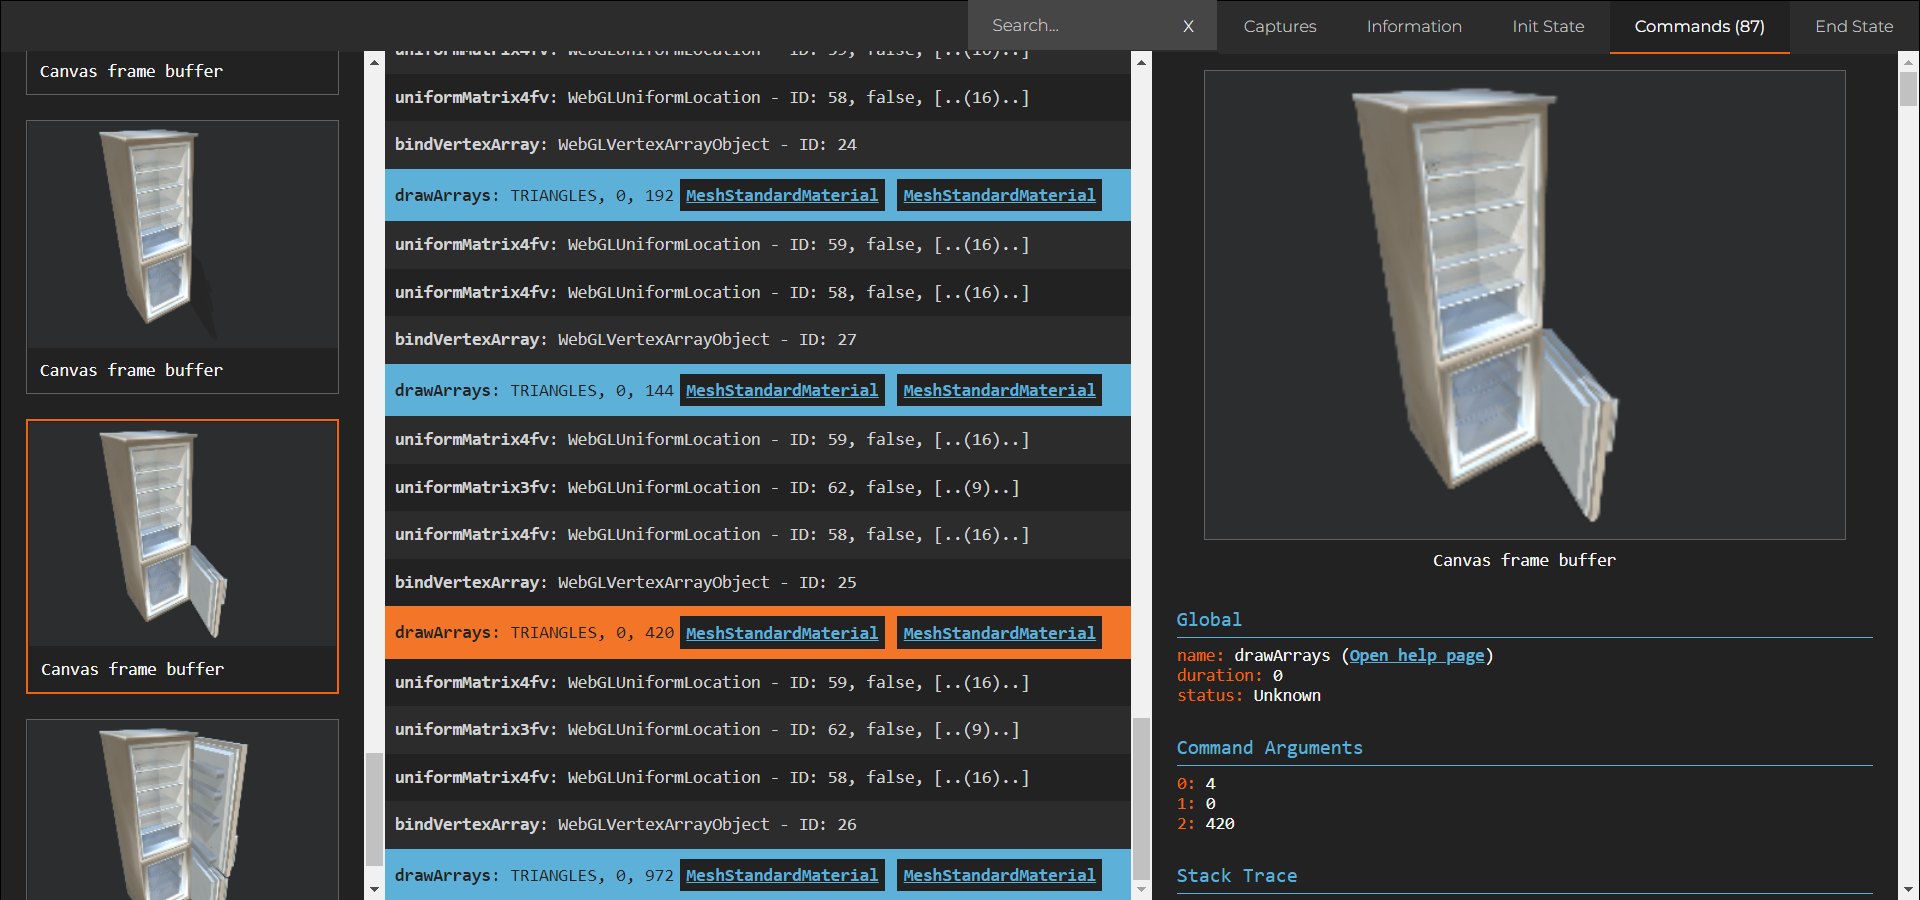 Search...
X
Captures
Information
Init State
Commands (87)
End State
Canvas frame buffer
Canvas frame buffer
Canvas frame buffer
uniformMatrix4fv: WebGLUniformLocation - ID: 59, false, [..(16)..]
uniformMatrix4fv: WebGLUniformLocation - ID: 58, false, [..(16)..]
bindVertexArray: WebGLVertexArrayObject - ID: 24
drawArrays: TRIANGLES, 0, 192 MeshStandardMaterial MeshStandardMaterial
uniformMatrix4fv: WebGLUniformLocation - ID: 59, false, [..(16)..]
uniformMatrix4fv: WebGLUniformLocation - ID: 58, false, [..(16)..]
bindVertexArray: WebGLVertexArrayObject - ID: 27
drawArrays: TRIANGLES, 0, 144 MeshStandardMaterial MeshStandardMaterial
uniformMatrix4fv: WebGLUniformLocation - ID: 59, false, [..(16)..]
uniformMatrix3fv: WebGLUniformLocation - ID: 62, false, [..(9)..]
uniformMatrix4fv: WebGLUniformLocation - ID: 58, false, [..(16)..]
bindVertexArray: WebGLVertexArrayObject - ID: 25
drawArrays: TRIANGLES, 0, 420 MeshStandardMaterial MeshStandardMaterial
uniformMatrix4fv: WebGLUniformLocation - ID: 59, false, [..(16)..]
uniformMatrix3fv: WebGLUniformLocation - ID: 62, false, [..(9)..]
uniformMatrix4fv: WebGLUniformLocation - ID: 58, false, [..(16)..]
bindVertexArray: WebGLVertexArrayObject - ID: 26
drawArrays: TRIANGLES, 0, 972 MeshStandardMaterial MeshStandardMaterial
Canvas frame buffer
Global
name: drawArrays (Open help page)
duration: 0
status: Unknown
Command Arguments
0: 4
1: 0
2: 420
Stack Trace